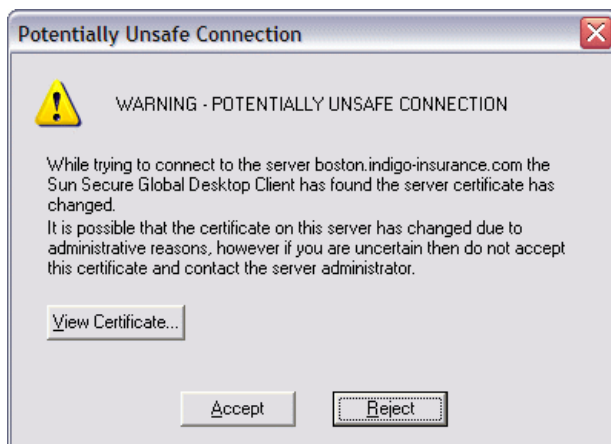 Potentially Unsafe Connection
WARNING - POTENTIALLY UNSAFE CONNECTION
While trying to connect to the server boston.indigo-insurance.com the
Sun Secure Global Desktop Client has found the server certificate has
changed.
It is possible that the certificate on this server has changed due to
administrative reasons, however if you are uncertain then do not accept
this certificate and contact the server administrator.
View Certificate...
Accept Reject